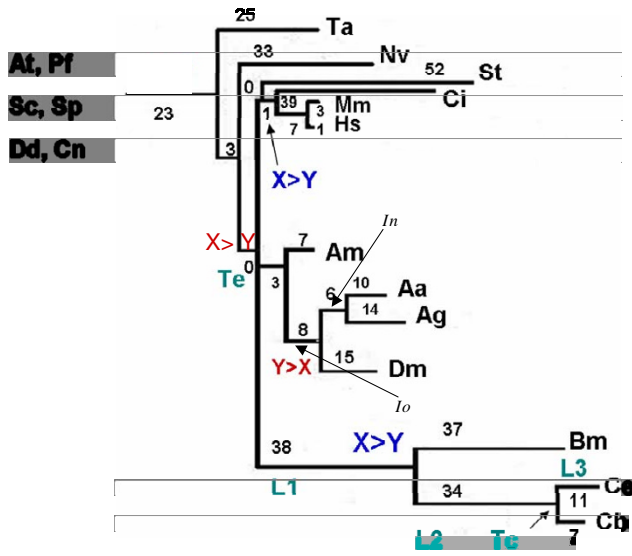 25
Ta
33
Nv
At, Pf
52
St
0
Ci
39
Mm
3
Sc, Sp
1
23
7
1
Hs
3
Dd, Cn
X>Y
In
X> Y
7
Am
0
Te
3
6
10
Aa
14
Ag
8
15
Y>X
Dm
Io
X>Y
37
Bm
38
L3
L1
34
Ce
11
Cb
L2
Tc
7